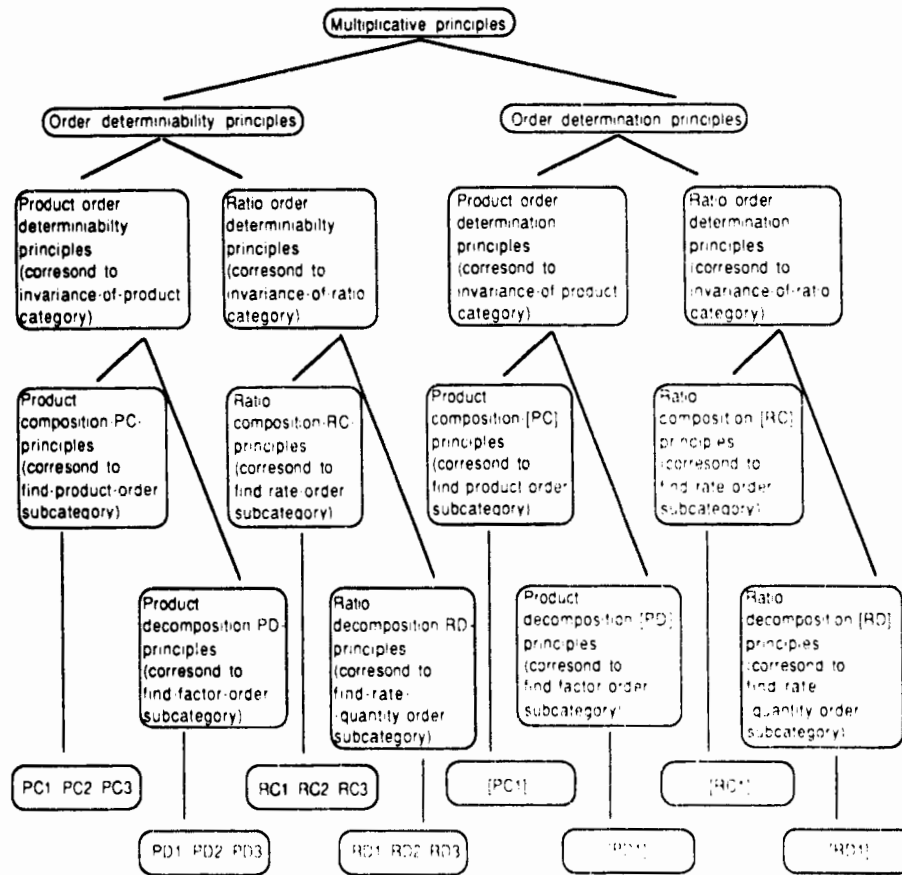 Multiplicative principles
Order determiniability principles
Order determination principles
Product order
determiniabilty
principles
(corresond to
invariance-of-product
category)
Ratio order
determiniabilty
principles
(corresond to
invariance-of-ratio
category)
Product order
determination
principles
(corresond to
invariance-of product
category)
Ratio order
determination
principles
(corresond to
invariance-of-ratio
category)
Product
composition PC-
principles
(corresond to
find-product-order
subcategory)
Ratio
composition-RC-
principles
(corresond to
find rate-order
subcategory)
Product
composition-[PC]
principles
(corresond to
find product order
subcategory)
Ratio
composition [RC]
principles
(corresond to
find rate order
subcategory)
Product
decomposition PD-
principles
(corresond to
find-factor-order
subcategory)
Ratio
decomposition RD-
principles
(corresond to
find-rate-
-quantity order
subcategory)
Product
decomposition [PD]
principles
(corresond to
find factor order
subcategory)
Ratio
decomposition [RD]
principles
(corresond to
find rate
quantity order
subcategory)
PC1 PC2 PC3
RC1 RC2 RC3
[PC1]
[RC1]
PD1 PD2 PD3
RD1 RD2 RD3
[PD1]
[RD1]